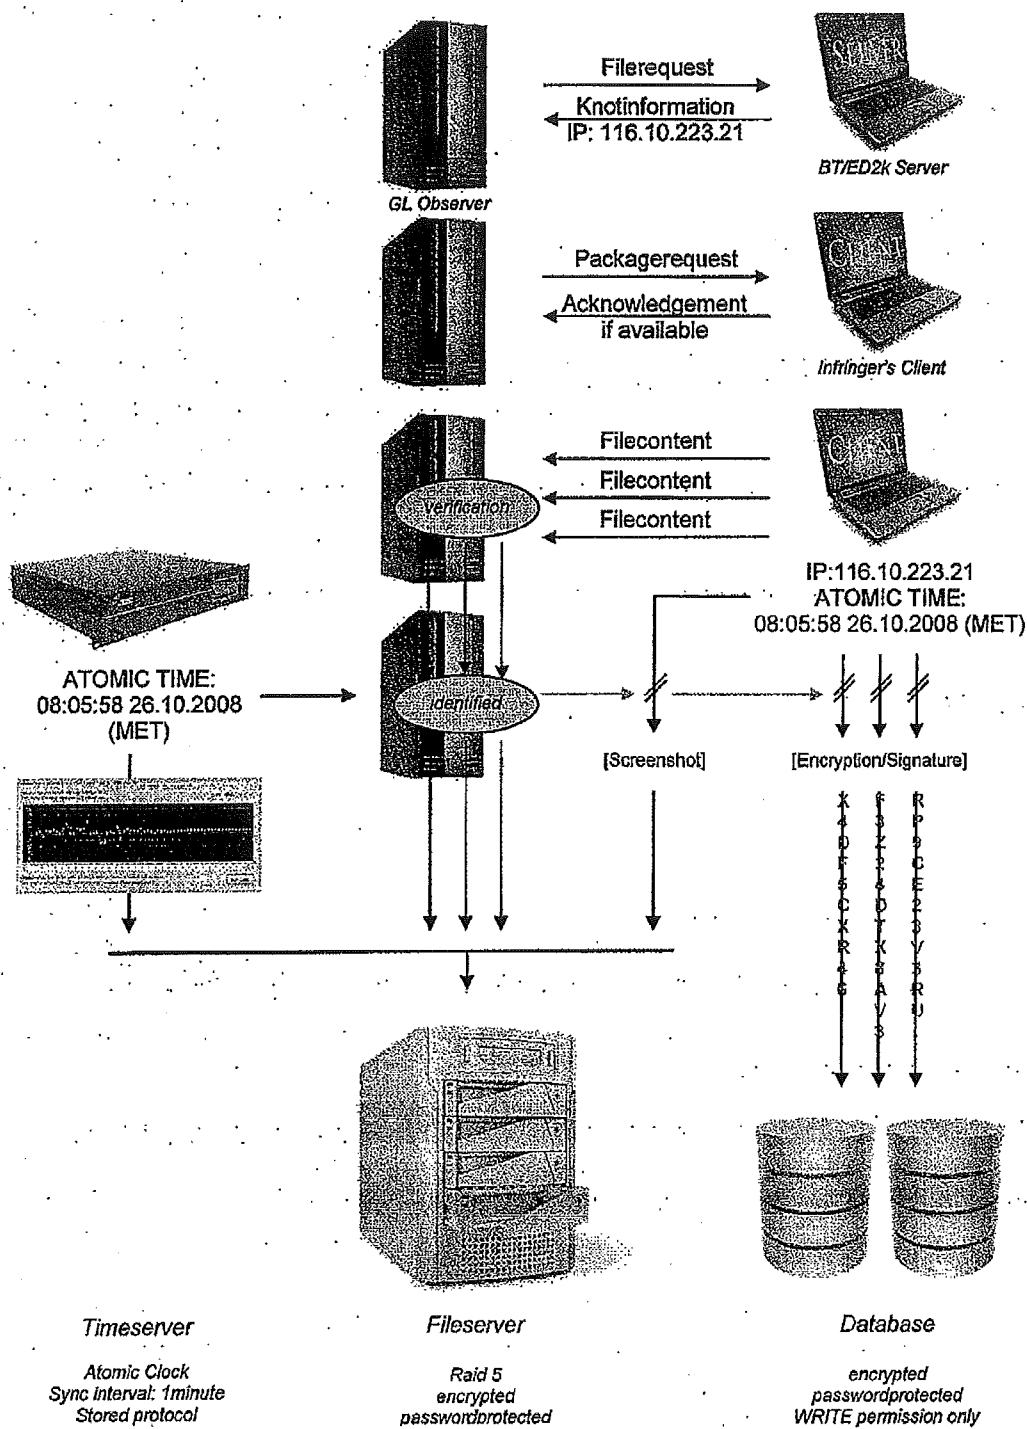 Filerequest
Knotinformation
IP: 116.10.223.21
GL Observer
BT/ED2k Server
Packagerequest
Acknowledgement
if available
CLIENT
Infringer's Client
Filecontent
Filecontent
Filecontent
CLIENT
Verification
IP:116.10.223.21
ATOMIC TIME:
08:05:58 26.10.2008 (MET)
ATOMIC TIME:
08:05:58 26.10.2008
(MET)
Identified
[Screenshot]
[Encryption/Signature]
Timeserver
Atomic Clock
Sync Interval: 1minute
Stored protocol
Fileserver
Raid 5
encrypted
passwordprotected
Database
encrypted
passwordprotected
WRITE permission only